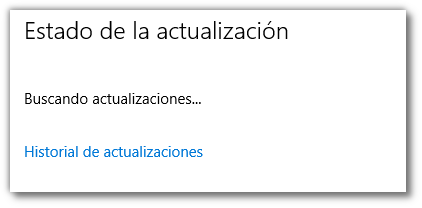 Estado de la actualización
Buscando actualizaciones...
Historial de actualizaciones